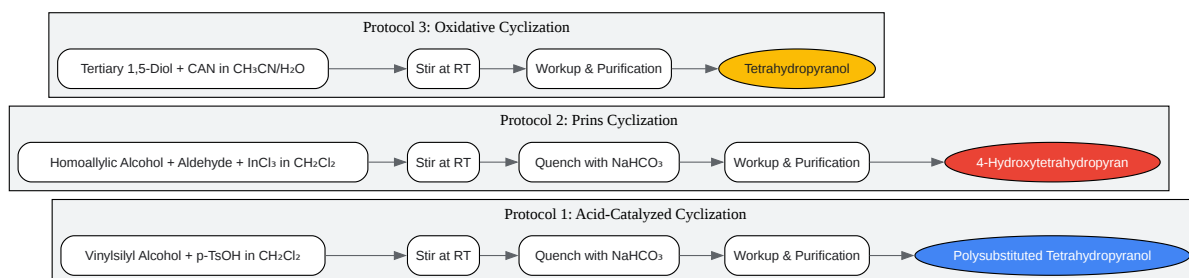 Protocol 3: Oxidative Cyclization
Tertiary 1,5-Diol + CAN in CH₃CN/H₂O
Stir at RT
Workup & Purification
Tetrahydropyranol
Protocol 2: Prins Cyclization
Homoallylic Alcohol + Aldehyde + InCl₃ in CH₂Cl₂
Stir at RT
Quench with NaHCO₃
Workup & Purification
4-Hydroxytetrahydropyran
Protocol 1: Acid-Catalyzed Cyclization
Vinylsilyl Alcohol + p-TsOH in CH₂Cl₂
Stir at RT
Quench with NaHCO₃
Workup & Purification
Polysubstituted Tetrahydropyranol